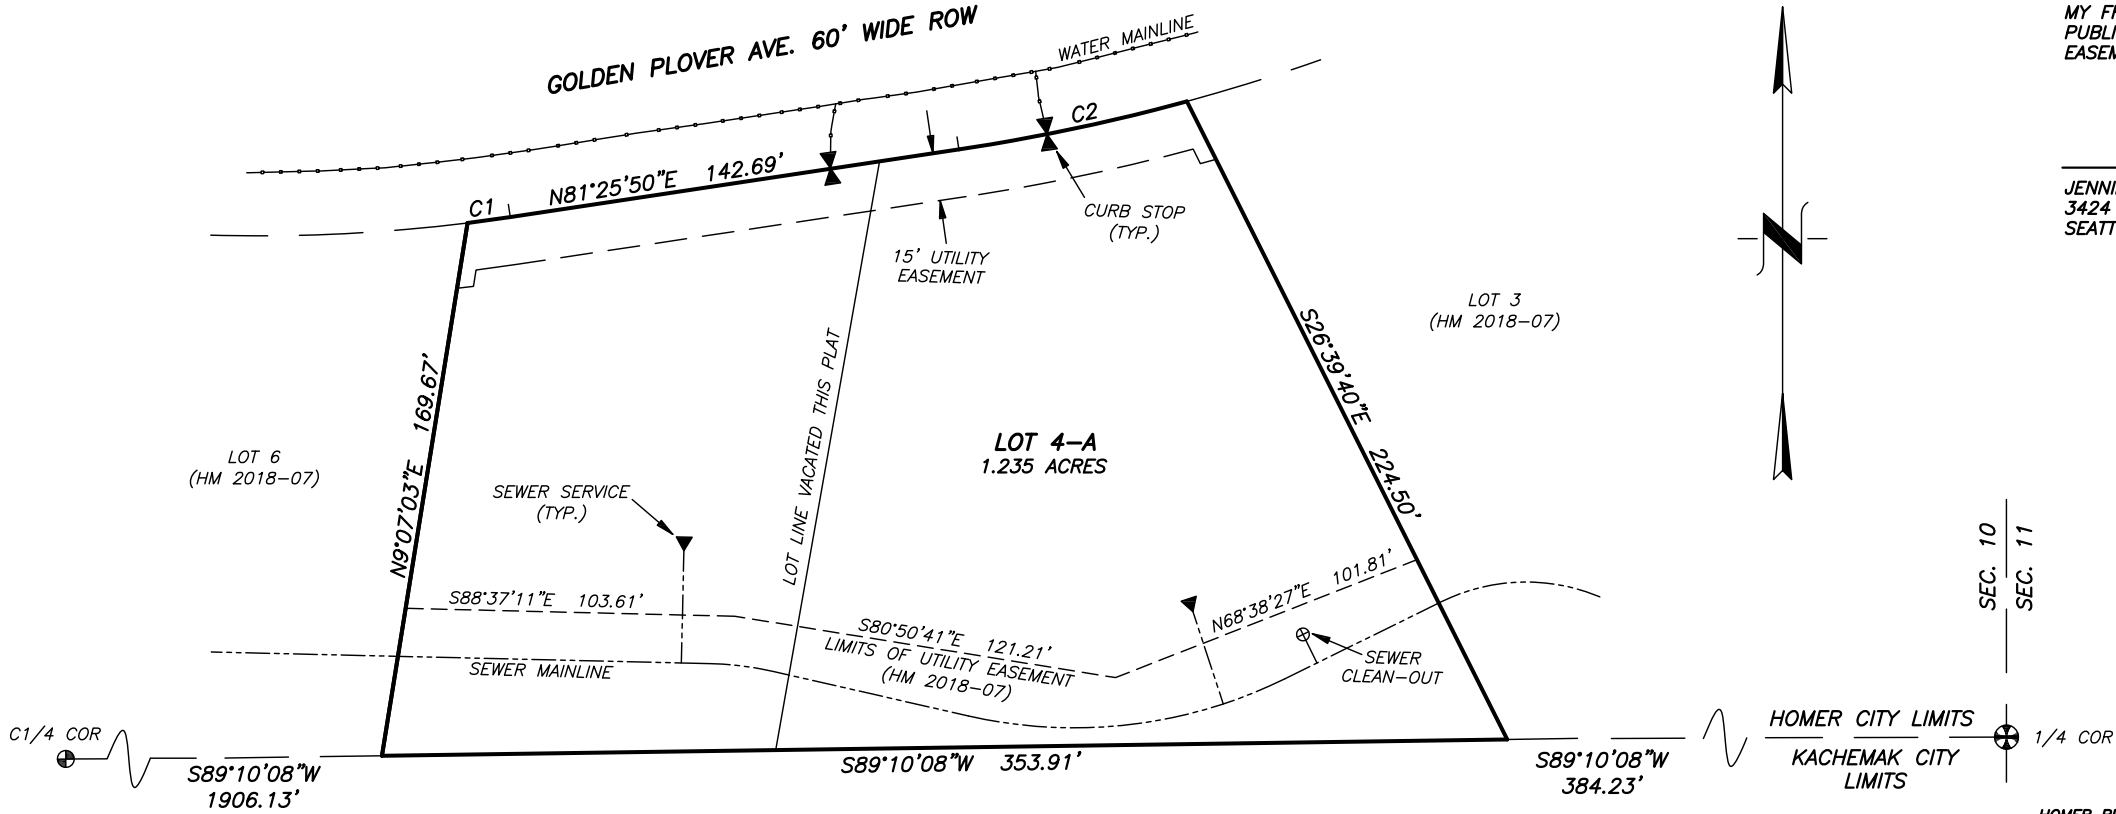 GOLDEN PLOVER AVE. 60' WIDE ROW
WATER MAINLINE
MY
PUBLI
EASEM
C2
N81°25'50"E 142.69'
C1
CURB STOP
(TYP.)
15' UTILITY
EASEMENT
JENNI
3424
SEATT
N
LOT 3
(HM 2018-07)
S26°39'40"E 224.50'
N9°07'03"E 169.67'
LOT LINE VACATED THIS PLAT
LOT 4-A
1.235 ACRES
LOT 6
(HM 2018-07)
SEWER SERVICE
(TYP.)
SEC. 10
SEC. 11
S88°37'11"E 103.61'
S80°50'41"E 121.21'
LIMITS OF UTILITY EASEMENT
(HM 2018-07)
N68°38'27"E 101.81'
SEWER
CLEAN-OUT
SEWER MAINLINE
C1/4 COR
HOMER CITY LIMITS
KACHEMAK CITY
LIMITS
1/4 COR
S89°10'08"W
1906.13'
S89°10'08"W 353.91'
S89°10'08"W
384.23'